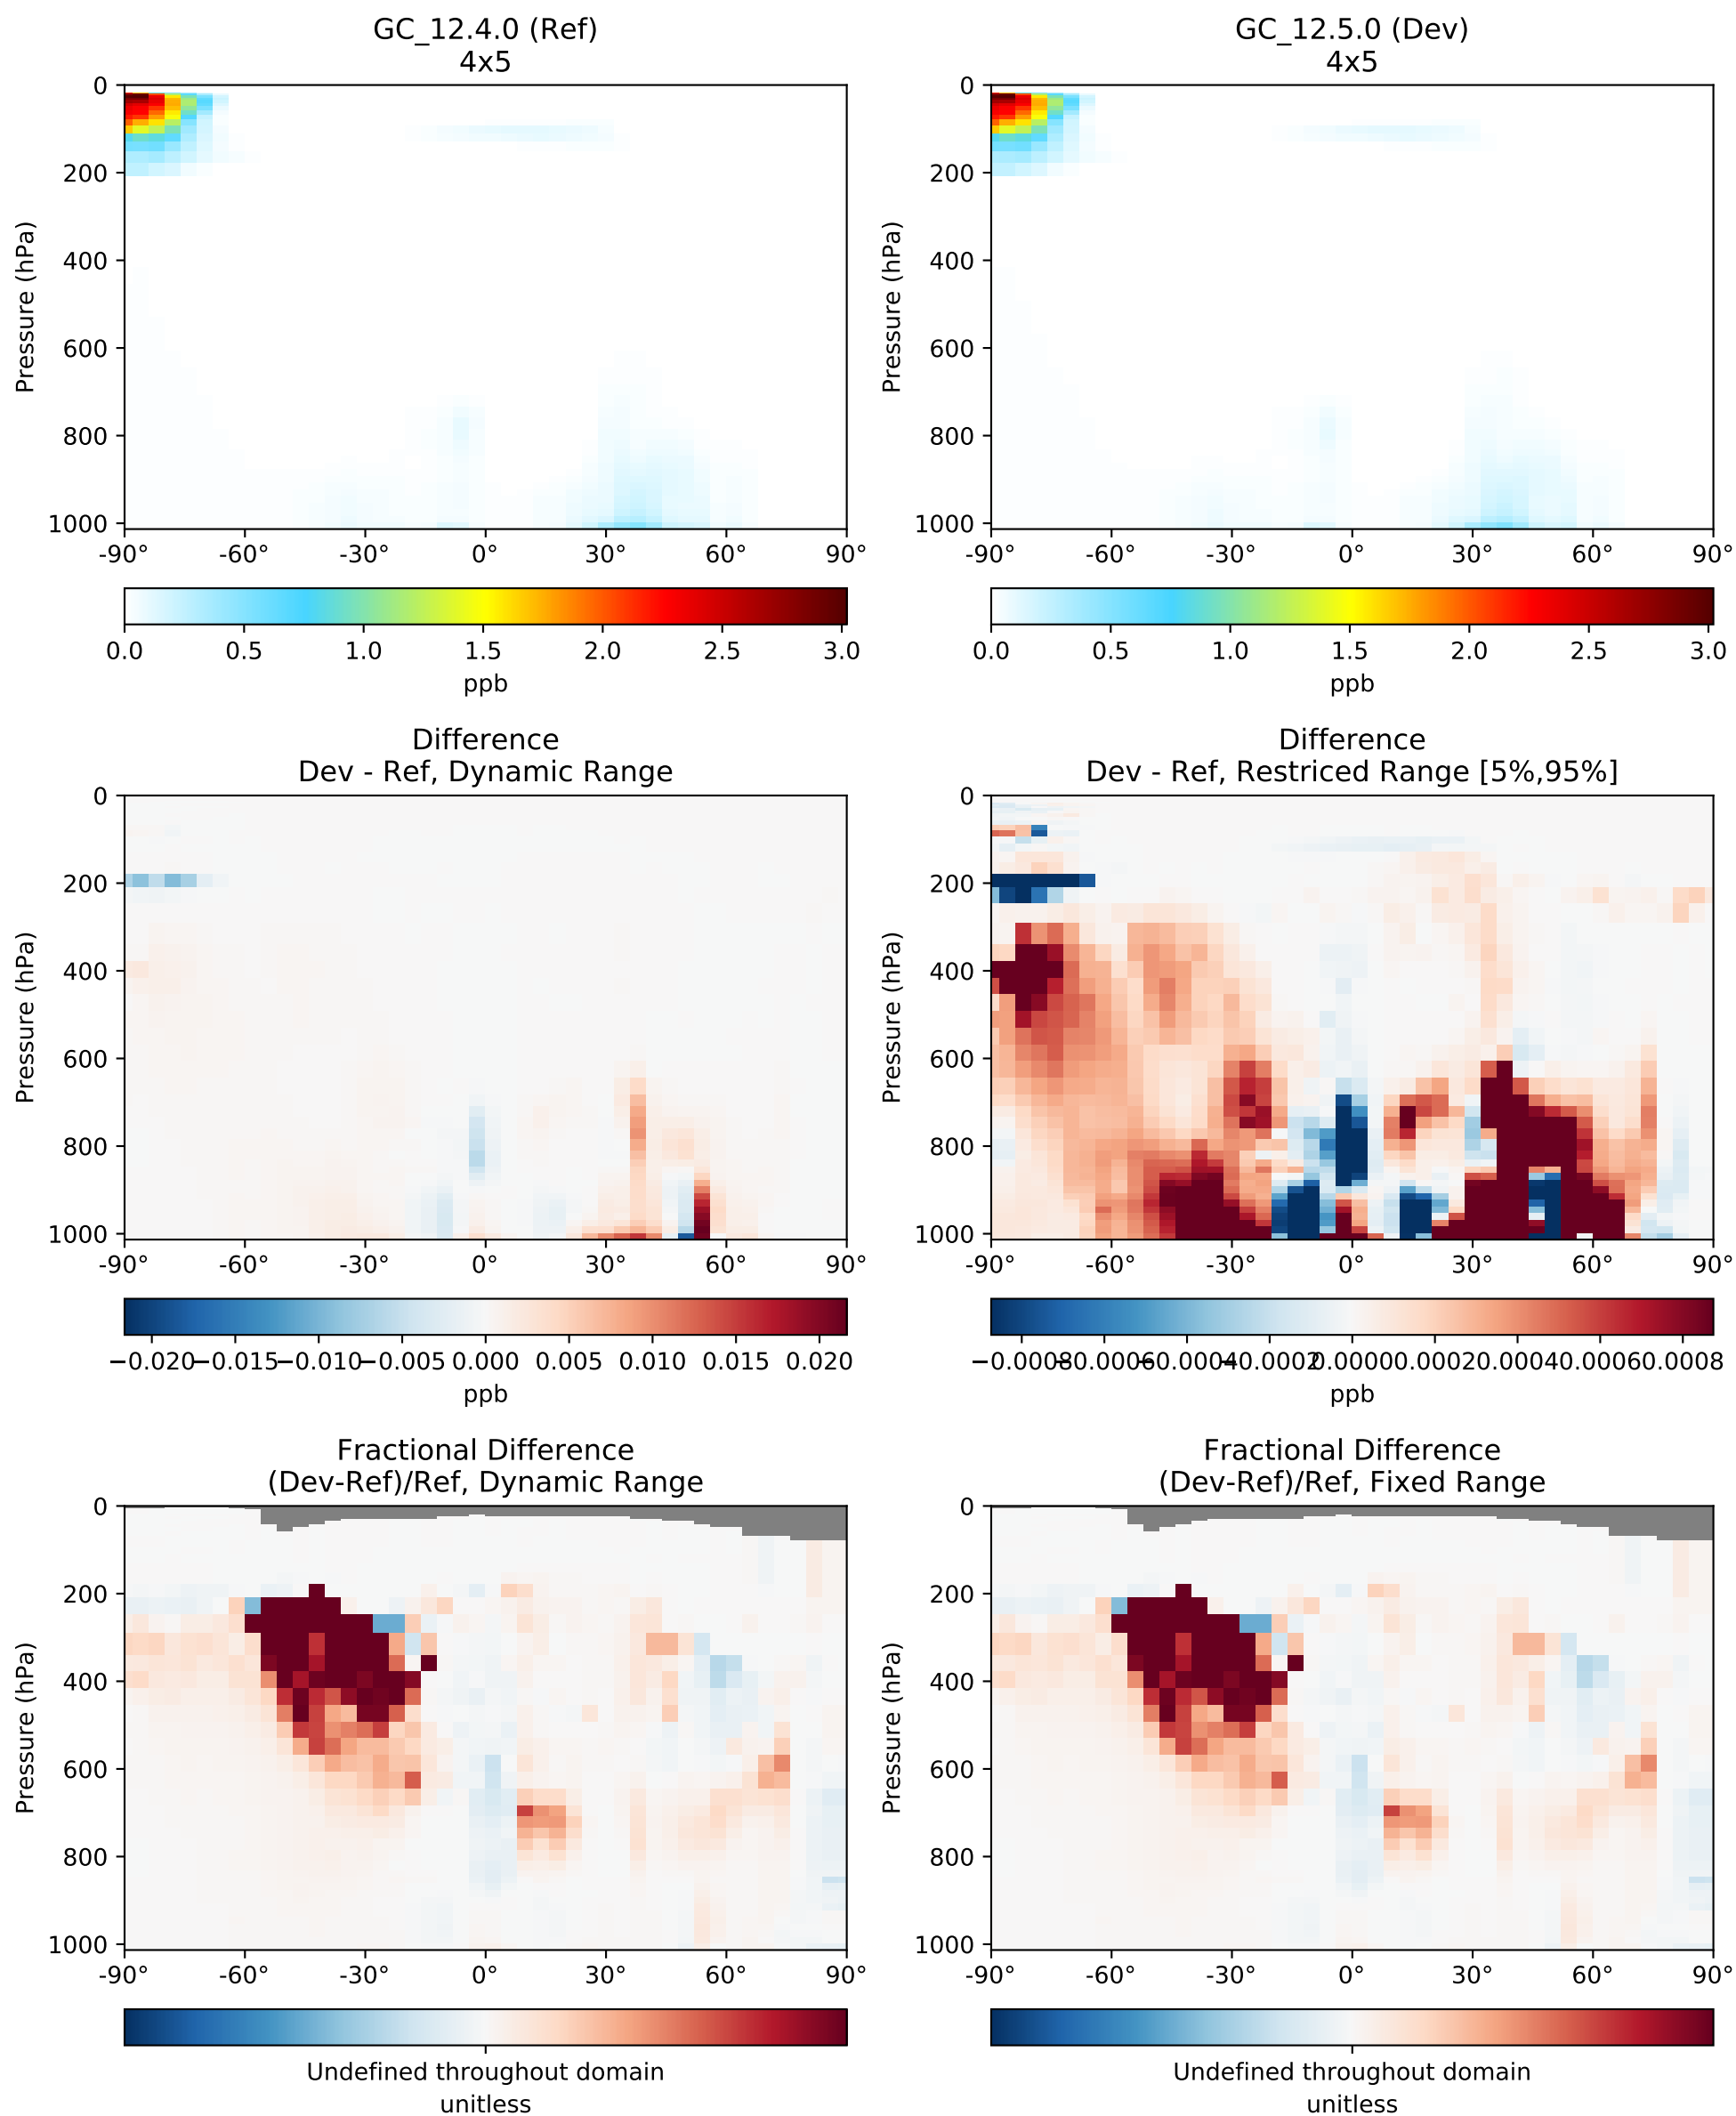 GC_12.4.0 (Ref)
4x5
GC_12.5.0 (Dev)
4x5
Pressure (hPa)
0
200
400
600
800
1000
-90° -60° -30° 0° 30° 60° 90°
Pressure (hPa)
0
200
400
600
800
1000
-90° -60° -30° 0° 30° 60° 90°
0.0 0.5 1.0 1.5 2.0 2.5 3.0
ppb
0.0 0.5 1.0 1.5 2.0 2.5 3.0
ppb
Difference
Dev - Ref, Dynamic Range
Difference
Dev - Ref, Restriced Range [5%,95%]
Pressure (hPa)
0
200
400
600
800
1000
-90° -60° -30° 0° 30° 60° 90°
Pressure (hPa)
0
200
400
600
800
1000
-90° -60° -30° 0° 30° 60° 90°
−0.020 −0.015 −0.010 −0.005 0.000 0.005 0.010 0.015 0.020
ppb
−0.0008 −0.0006 −0.0004 −0.0002 0.0000 0.0002 0.0004 0.0006 0.0008
ppb
Fractional Difference
(Dev-Ref)/Ref, Dynamic Range
Fractional Difference
(Dev-Ref)/Ref, Fixed Range
Pressure (hPa)
0
200
400
600
800
1000
-90° -60° -30° 0° 30° 60° 90°
Pressure (hPa)
0
200
400
600
800
1000
-90° -60° -30° 0° 30° 60° 90°
Undefined throughout domain
unitless
Undefined throughout domain
unitless